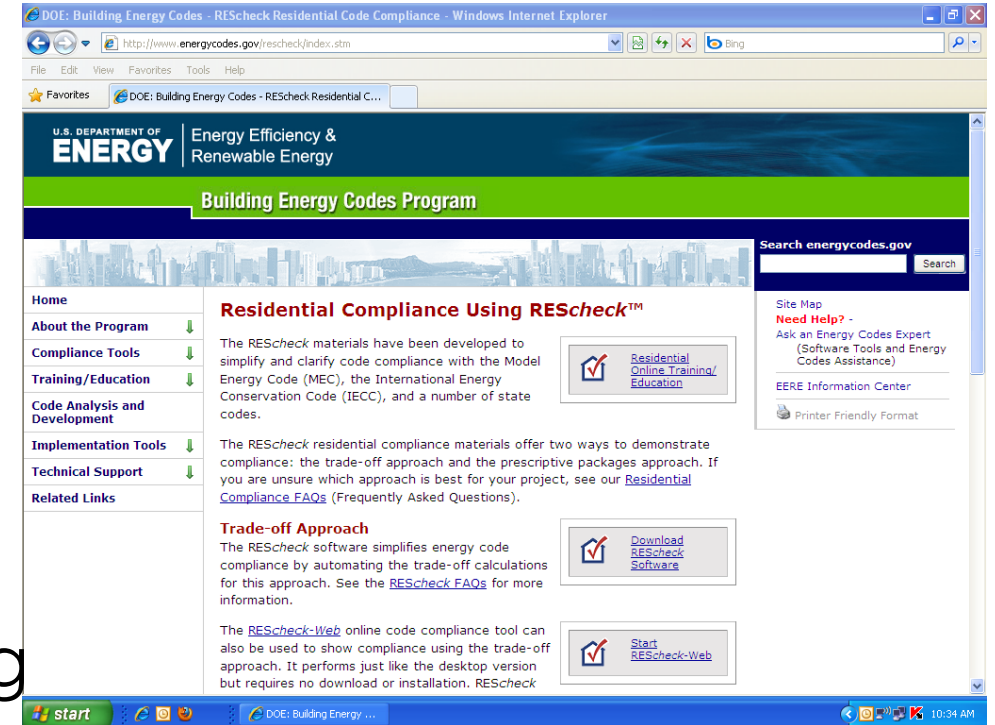 DOE: Building Energy Codes - REScheck Residential Code Compliance - Windows Internet Explorer
http://www.energycodes.gov/rescheck/index.stm
Bing
File Edit View Favorites Tools Help
Favorites
DOE: Building Energy Codes - REScheck Residential C...
U.S. DEPARTMENT OF
ENERGY
Energy Efficiency &
Renewable Energy
Building Energy Codes Program
Search energycodes.gov
Search
Home
About the Program
Compliance Tools
Training/Education
Code Analysis and
Development
Implementation Tools
Technical Support
Related Links
Residential Compliance Using REScheck™
The REScheck materials have been developed to
simplify and clarify code compliance with the Model
Energy Code (MEC), the International Energy
Conservation Code (IECC), and a number of state
codes.
Residential
Online Training/
Education
The REScheck residential compliance materials offer two ways to demonstrate
compliance: the trade-off approach and the prescriptive packages approach. If
you are unsure which approach is best for your project, see our Residential
Compliance FAQs (Frequently Asked Questions).
Trade-off Approach
The REScheck software simplifies energy code
compliance by automating the trade-off calculations
for this approach. See the REScheck FAQs for more
information.
Download
REScheck
Software
The REScheck-Web online code compliance tool can
also be used to show compliance using the trade-off
approach. It performs just like the desktop version
but requires no download or installation. REScheck
Start
REScheck-Web
Site Map
Need Help? -
Ask an Energy Codes Expert
(Software Tools and Energy
Codes Assistance)
EERE Information Center
Printer Friendly Format
g
start
DOE: Building Energy ...
10:34 AM